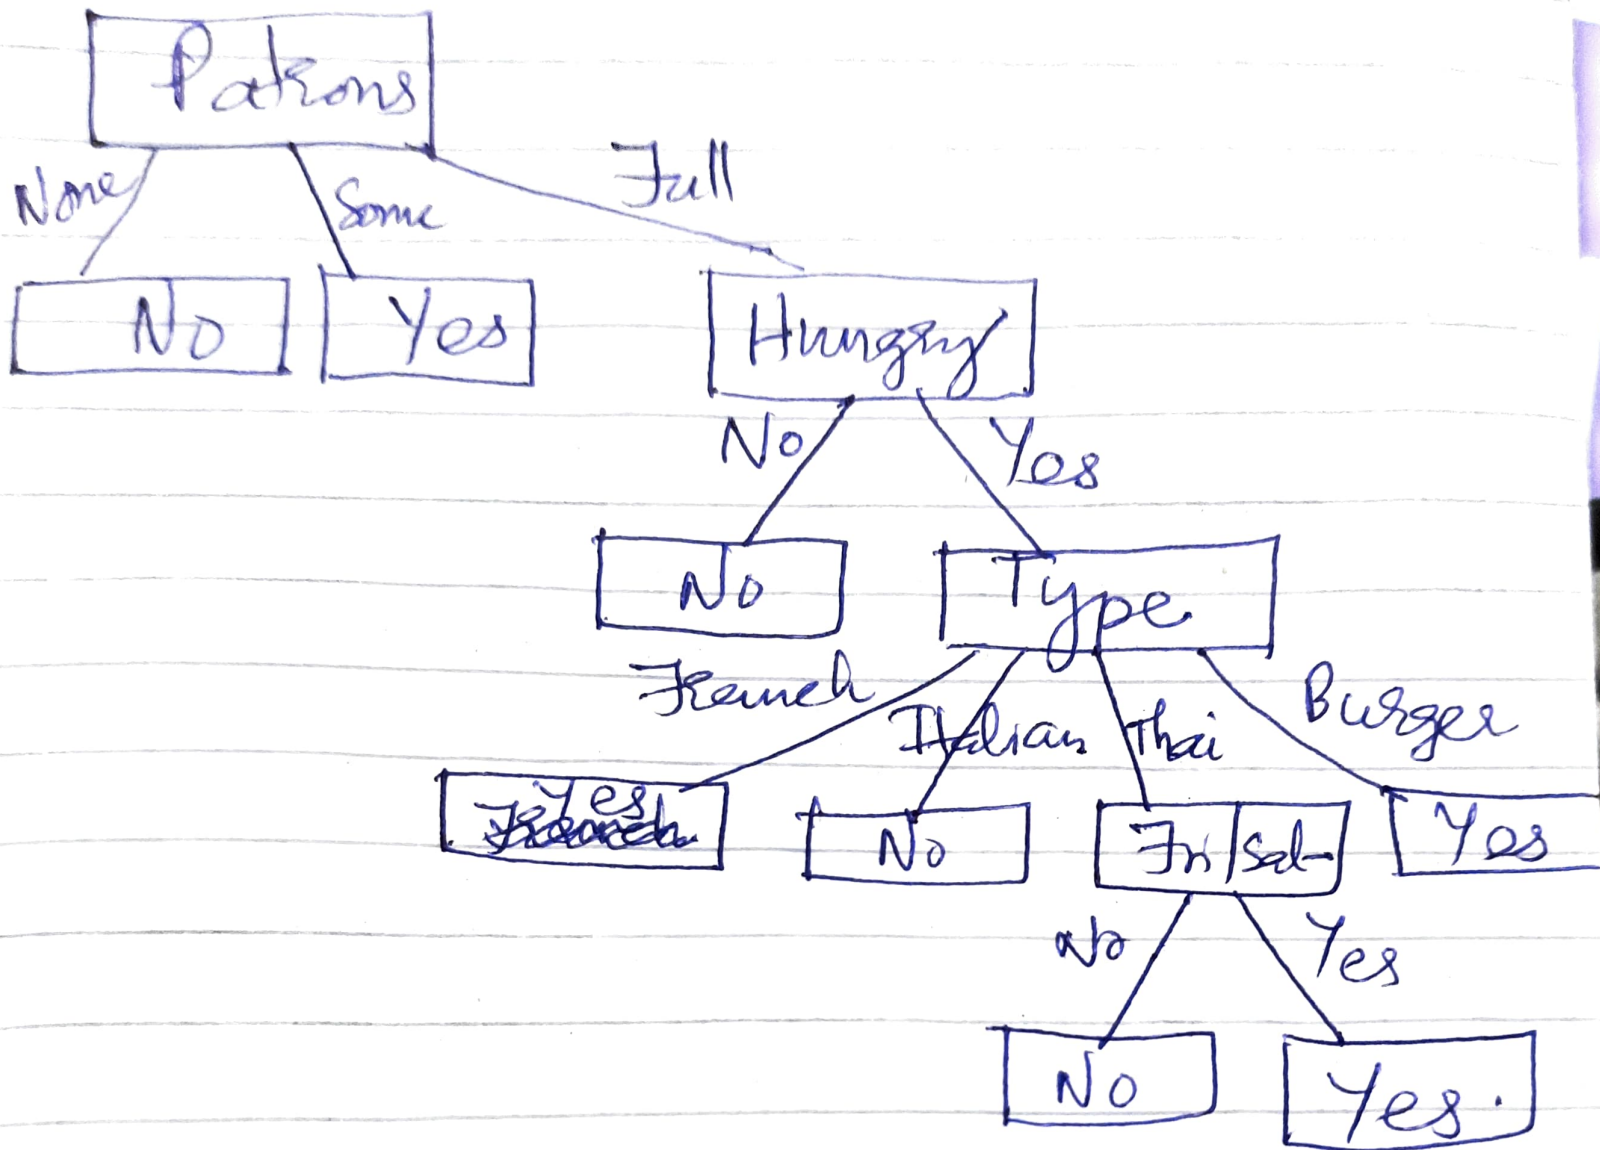 Patrons
None Some Full
No Yes Hungry
No Yes
No Type
French Italian Thai Burger
Yes
No Fri/Sat Yes
No Yes
No Yes.